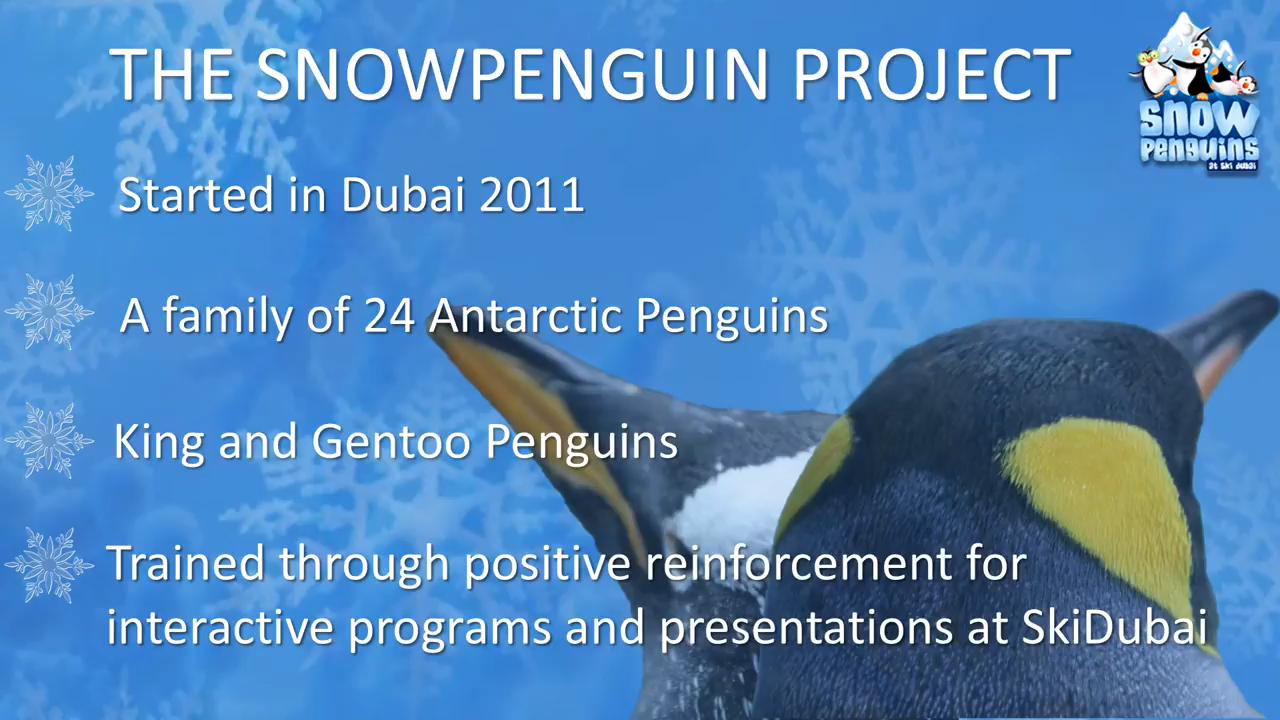 THE SNOWPENGUIN PROJECT
snow
penguins
at ski dubai
Started in Dubai 2011
A family of 24 Antarctic Penguins
King and Gentoo Penguins
Trained through positive reinforcement for
interactive programs and presentations at SkiDubai